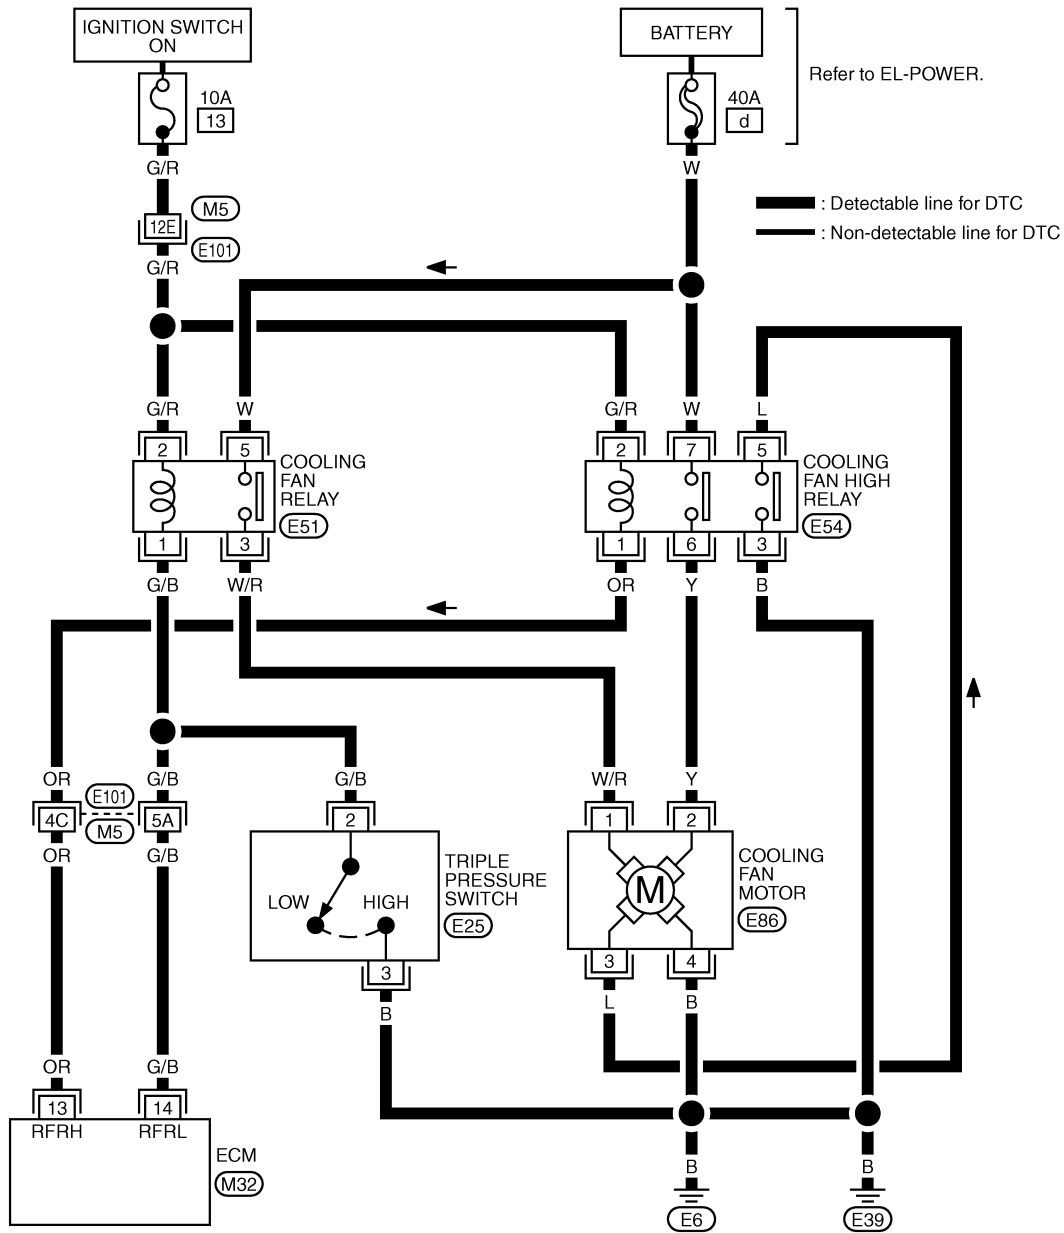 IGNITION SWITCH
ON
BATTERY
Refer to EL-POWER.
10A
13
40A
d
G/R
W
M5
12E
E101
G/R
: Detectable line for DTC
: Non-detectable line for DTC
G/R
W
G/R
W
L
2
5
2
7
5
COOLING
FAN
RELAY
E51
COOLING
FAN HIGH
RELAY
E54
1
3
1
6
3
G/B
W/R
OR
Y
B
OR
G/B
G/B
W/R
Y
E101
4C
5A
M5
2
1
2
OR
G/B
TRIPLE
PRESSURE
SWITCH
E25
LOW
HIGH
M
COOLING
FAN
MOTOR
E86
3
3
4
B
L
B
OR
G/B
13
14
RFRH
RFRL
ECM
M32
B
B
E6
E39